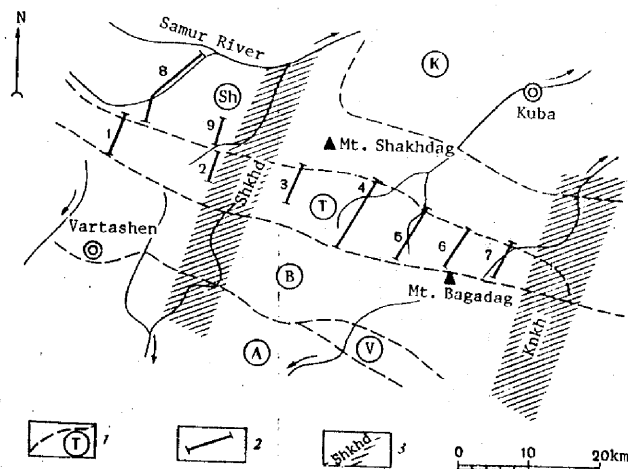 N
Samur River
8
K
Sh
Kuba
1
9
Mt. Shakhdag
2
Shkhd
3
4
T
Vartashen
5
6
7
B
Mt. Bagadag
Knkh
A
V
T 1
2
Shkhd 3
0 10 20km